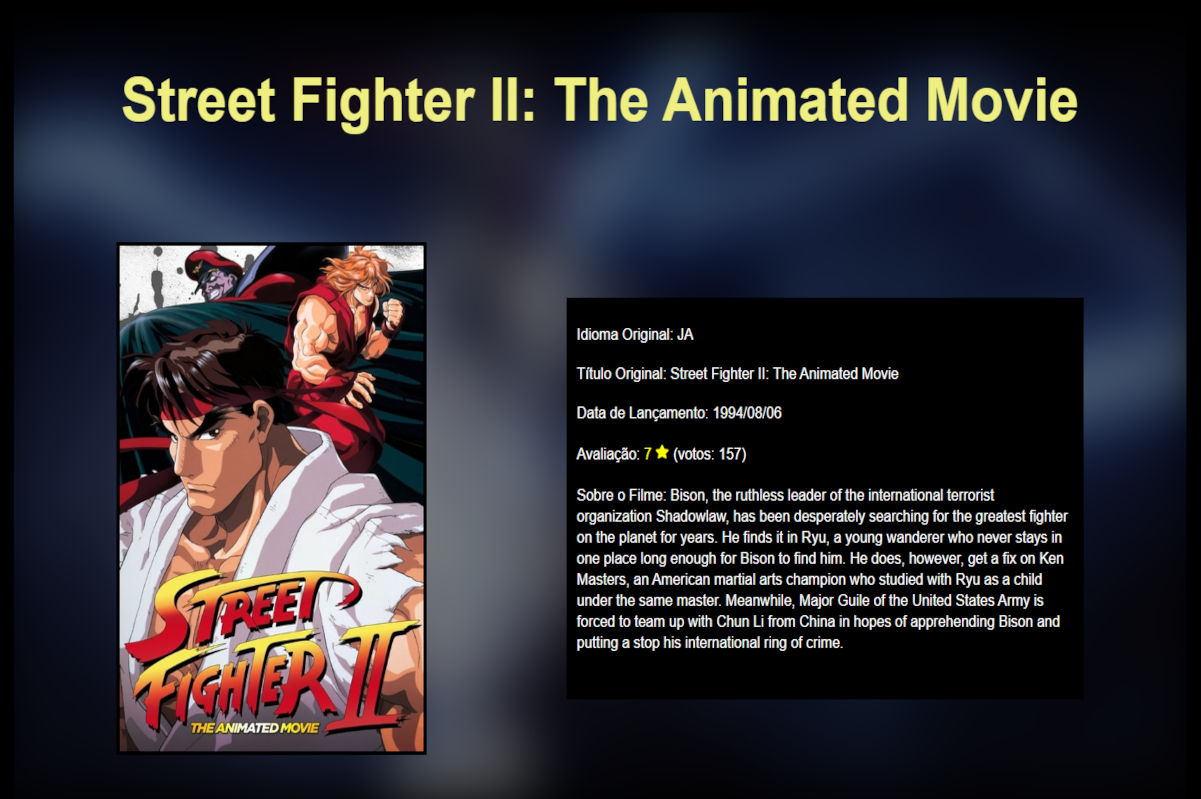 Street Fighter II: The Animated Movie
STREET
FIGHTER II
THE ANIMATED MOVIE
Idioma Original: JA
Título Original: Street Fighter II: The Animated Movie
Data de Lançamento: 1994/08/06
Avaliação: 7 ★ (votos: 157)
Sobre o Filme: Bison, the ruthless leader of the international terrorist
organization Shadowlaw, has been desperately searching for the greatest fighter
on the planet for years. He finds it in Ryu, a young wanderer who never stays in
one place long enough for Bison to find him. He does, however, get a fix on Ken
Masters, an American martial arts champion who studied with Ryu as a child
under the same master. Meanwhile, Major Guile of the United States Army is
forced to team up with Chun Li from China in hopes of apprehending Bison and
putting a stop his international ring of crime.